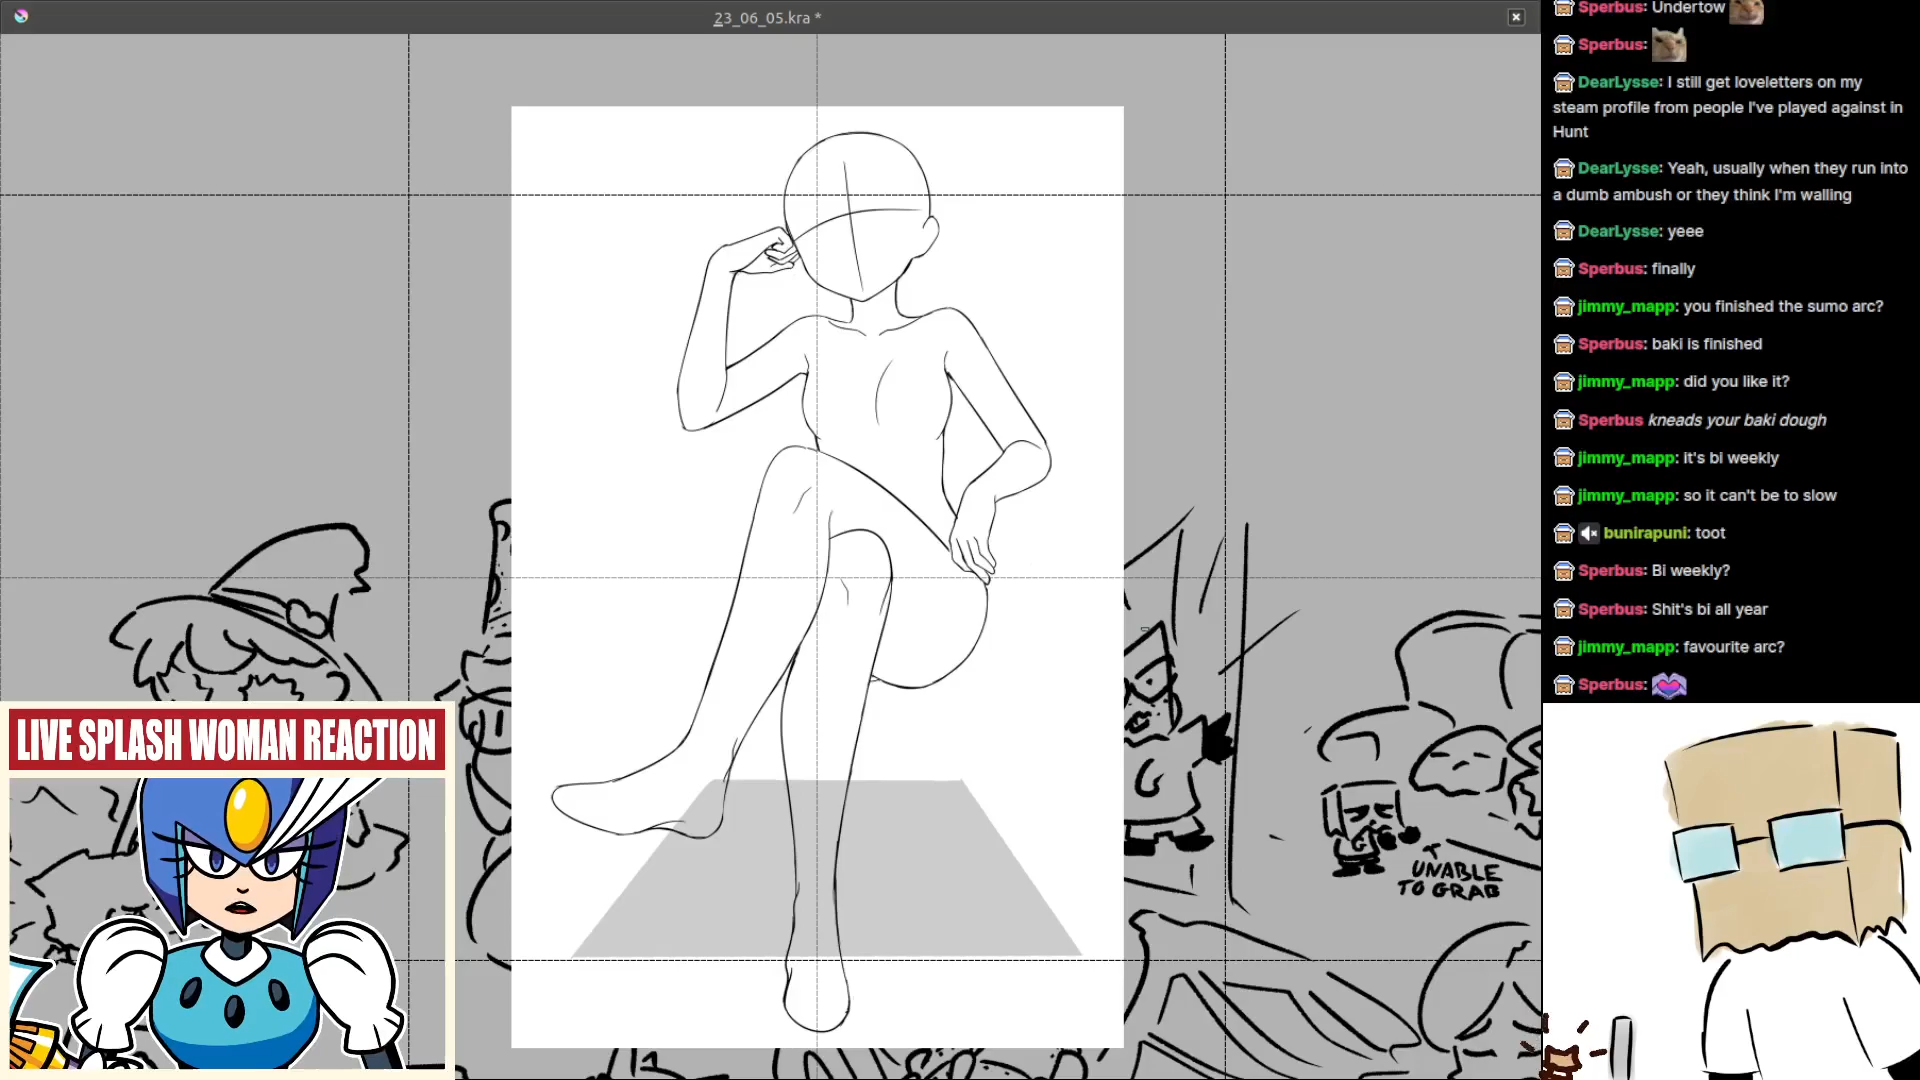 23_06_05.kra *
Sperbus: Undertow
Sperbus:
DearLysse: I still get loveletters on my
steam profile from people I've played against in
Hunt
DearLysse: Yeah, usually when they run into
a dumb ambush or they think I'm walling
DearLysse: yeee
Sperbus: finally
jimmy_mapp: you finished the sumo arc?
Sperbus: baki is finished
jimmy_mapp: did you like it?
Sperbus kneads your baki dough
jimmy_mapp: it's bi weekly
jimmy_mapp: so it can't be to slow
bunirapuni: toot
Sperbus: Bi weekly?
Sperbus: Shit's bi all year
jimmy_mapp: favourite arc?
Sperbus:
LIVE SPLASH WOMAN REACTION
UNABLE
TO GRAB